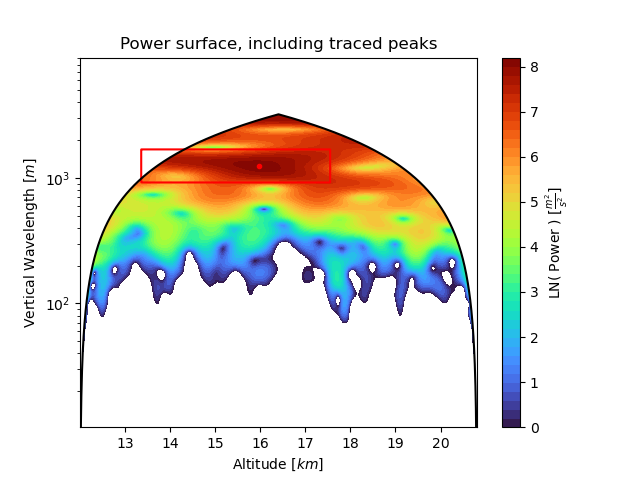 Power surface, including traced peaks
Vertical Wavelength [m]
10³
10²
13 14 15 16 17 18 19 20
Altitude [km]
8
7
6
5
4
3
2
1
0
LN( Power ) [m²/s²]